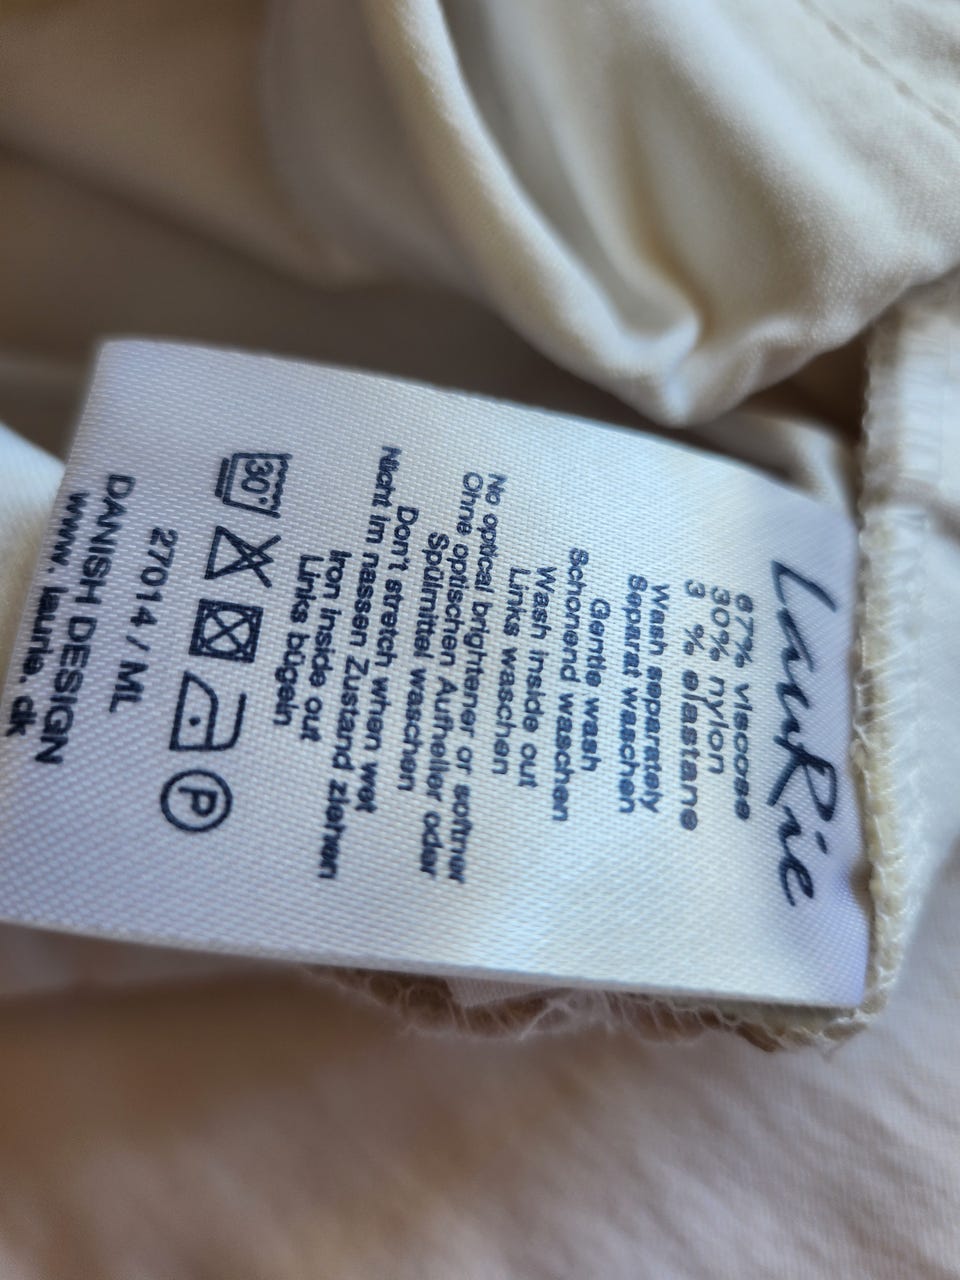 LauRie
67% viscose
30% nylon
3 % elastane
Wash separately
Separat waschen
Gentle wash
Schonend waschen
Wash inside out
Links waschen
No optical brightener or softner
Ohne optischen Aufheller oder
Spülmittel waschen
Don't stretch when wet
Nicht im nassen Zustand ziehen
Iron inside out
Links bügeln
30° P
27014 / ML
DANISH DESIGN
www. laurie. dk